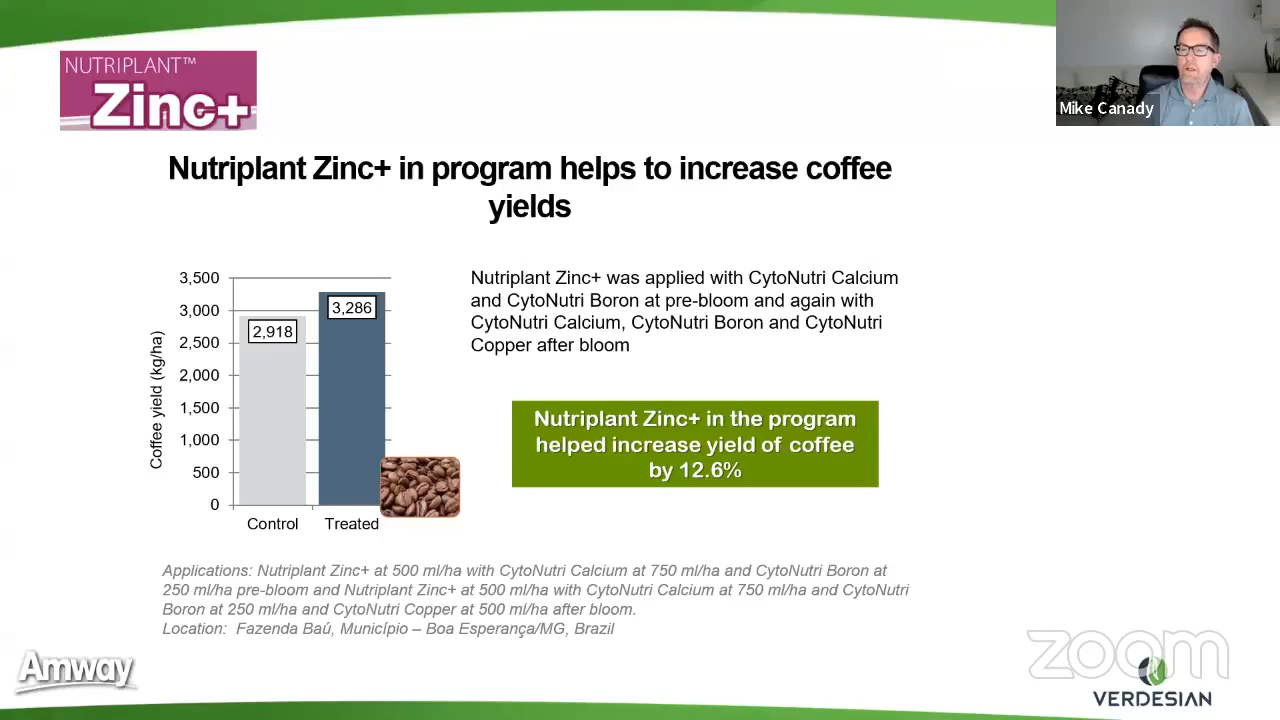 NUTRIPLANT™
Zinc+
Mike Canady
Nutriplant Zinc+ in program helps to increase coffee
yields
3,500
3,000
2,500
2,000
1,500
1,000
500
0
Coffee yield (kg/ha)
2,918
3,286
Control
Treated
Nutriplant Zinc+ was applied with CytoNutri Calcium
and CytoNutri Boron at pre-bloom and again with
CytoNutri Calcium, CytoNutri Boron and CytoNutri
Copper after bloom
Nutriplant Zinc+ in the program
helped increase yield of coffee
by 12.6%
Applications: Nutriplant Zinc+ at 500 ml/ha with CytoNutri Calcium at 750 ml/ha and CytoNutri Boron at
250 ml/ha pre-bloom and Nutriplant Zinc+ at 500 ml/ha with CytoNutri Calcium at 750 ml/ha and CytoNutri
Boron at 250 ml/ha and CytoNutri Copper at 500 ml/ha after bloom.
Location: Fazenda Baú, Município – Boa Esperança/MG, Brazil
Amway
zoom
VERDESIAN